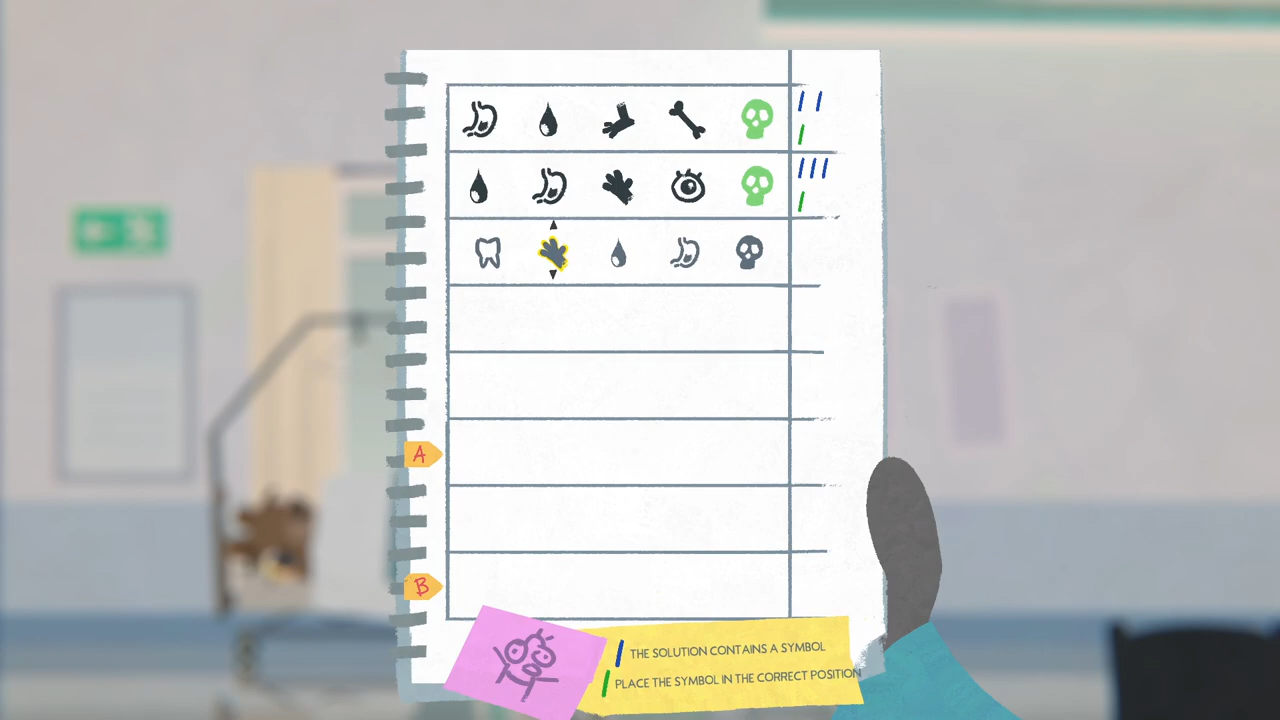 A
B
THE SOLUTION CONTAINS A SYMBOL
PLACE THE SYMBOL IN THE CORRECT POSITION